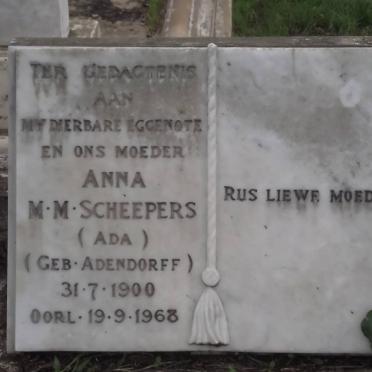 TER GEDAGTENIS
AAN
MY DIERBARE EGGENOTE
EN ONS MOEDER
ANNA
M·M·SCHEEPERS
( ADA )
( GEB·ADENDORFF )
31·7·1900
OORL·19·9·1968
RUS LIEWE MOED